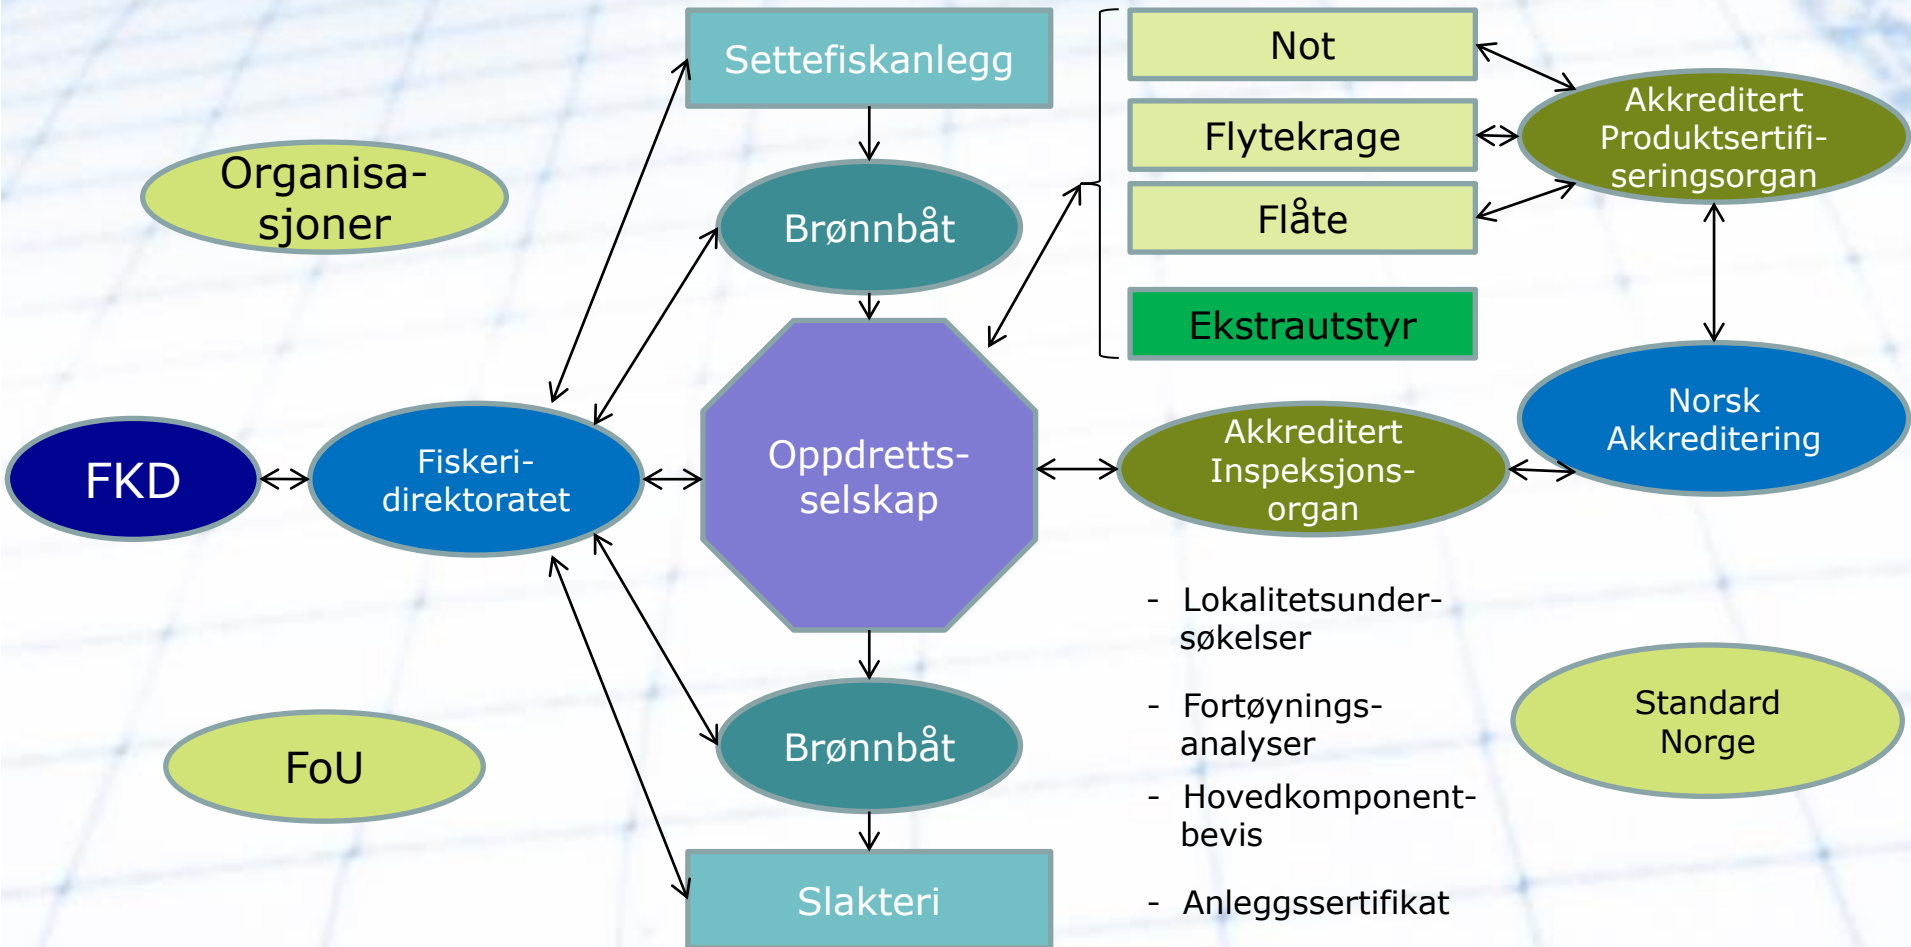 Settefiskanlegg
Not
Akkreditert
Produktsertifi-
seringsorgan
Flytekrage
Organisa-
sjoner
Brønnbåt
Flåte
Ekstrautstyr
FKD
Fiskeri-
direktoratet
Oppdretts-
selskap
Akkreditert
Inspeksjons-
organ
Norsk
Akkreditering
- Lokalitetsunder-
søkelser
- Fortøynings-
analyser
- Hovedkomponent-
bevis
- Anleggssertifikat
Standard
Norge
FoU
Brønnbåt
Slakteri